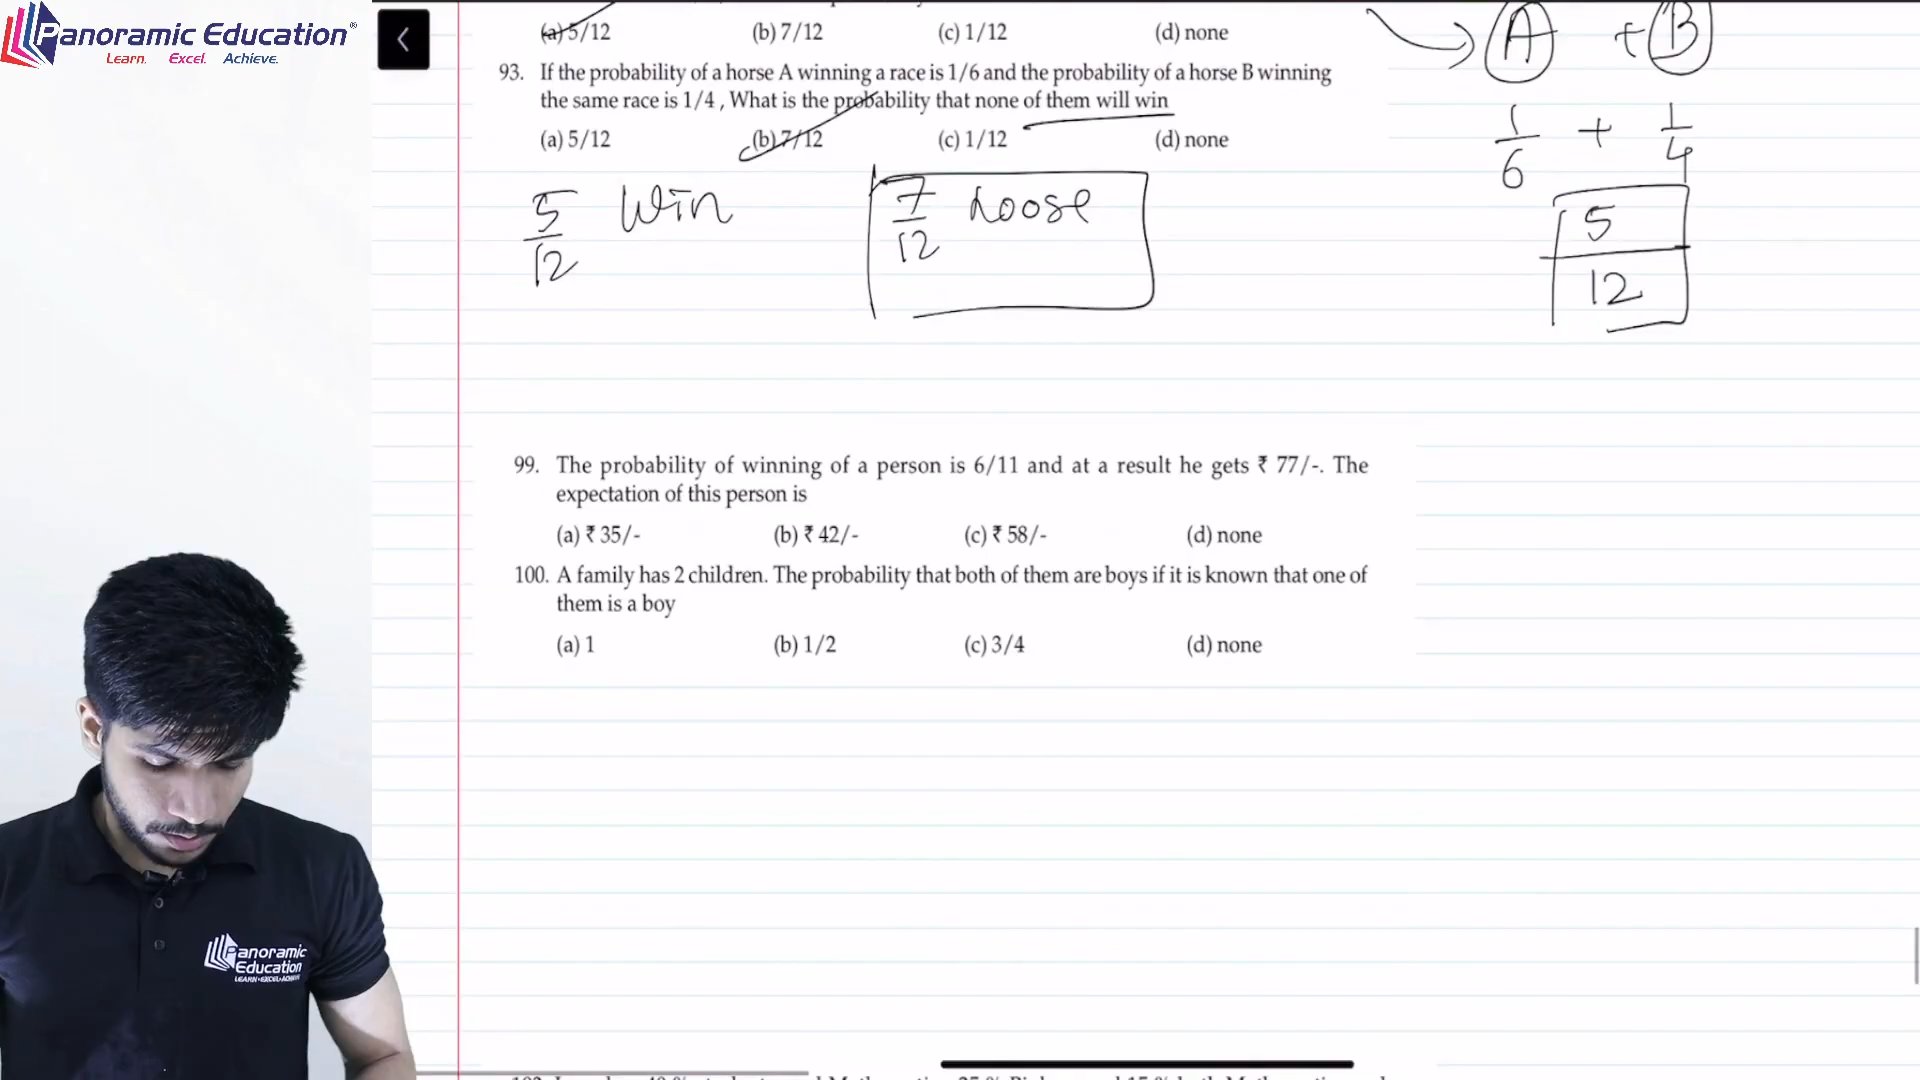 Panoramic Education®
Learn. Excel. Achieve.
(a) 5/12 (b) 7/12 (c) 1/12 (d) none
A + B
93. If the probability of a horse A winning a race is 1/6 and the probability of a horse B winning
the same race is 1/4 , What is the probability that none of them will win
(a) 5/12 (b) 7/12 (c) 1/12 (d) none
1/6 + 1/4
5/12 Win
7/12 Loose
5/12
99. The probability of winning of a person is 6/11 and at a result he gets ₹ 77/-. The
expectation of this person is
(a) ₹ 35/- (b) ₹ 42/- (c) ₹ 58/- (d) none
100. A family has 2 children. The probability that both of them are boys if it is known that one of
them is a boy
(a) 1 (b) 1/2 (c) 3/4 (d) none
Panoramic
Education
LEARN•EXCEL•ACHIEVE